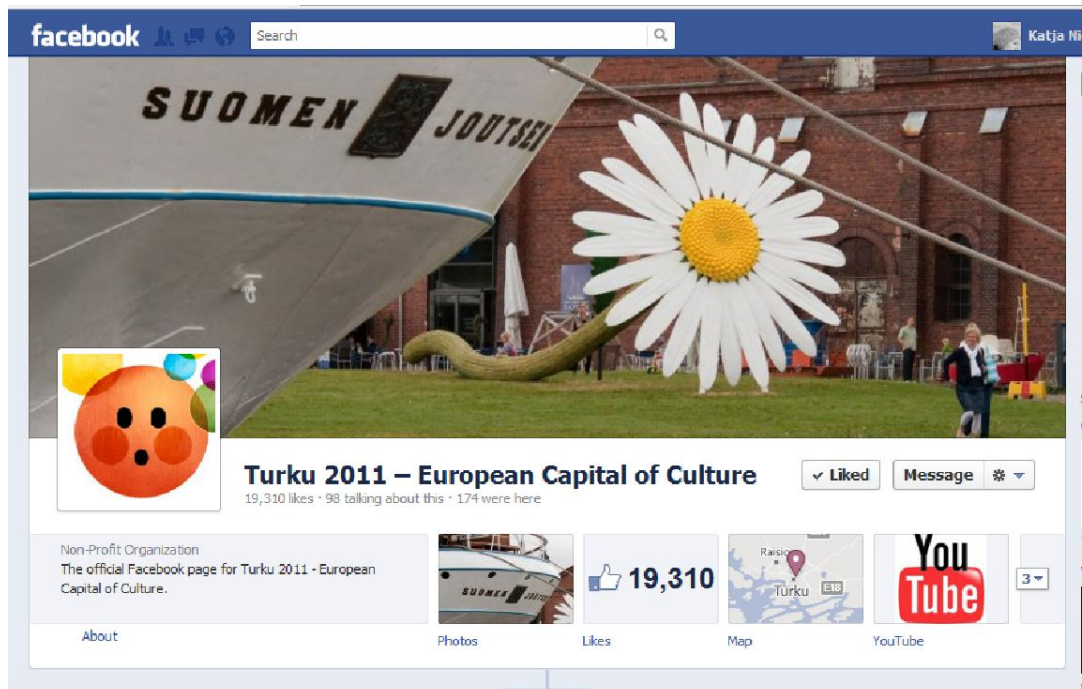 facebook
Search
Katja Ni
SUOMEN JOUTSE
Turku 2011 – European Capital of Culture
✓ Liked
Message
19,310 likes · 98 talking about this · 174 were here
Non-Profit Organization
The official Facebook page for Turku 2011 - European
Capital of Culture.
About
SUOMEN
Photos
19,310
Likes
Raisio
Turku
E18
Map
You
Tube
YouTube
3